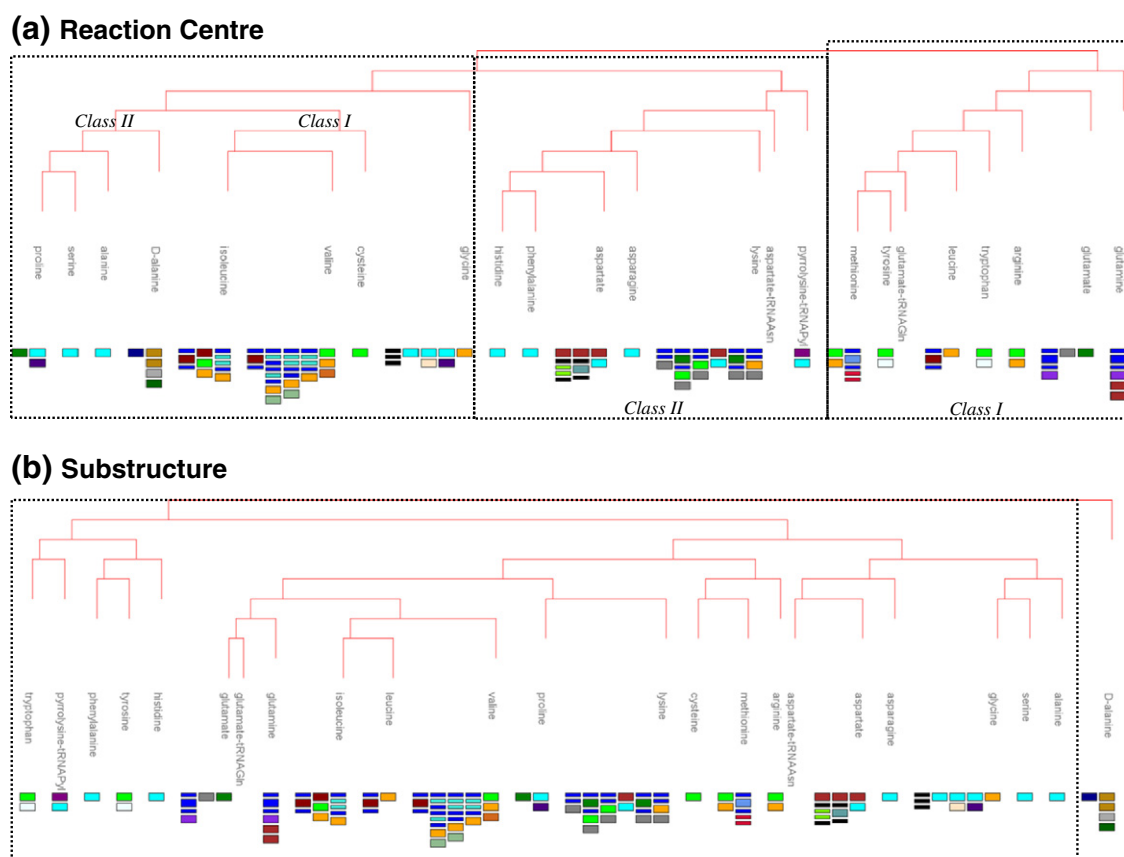 (a) Reaction Centre
Class II
Class I
proline
serine
alanine
D-alanine
isoleucine
valine
cysteine
glycine
histidine
phenylalanine
aspartate
asparagine
lysine
aspartate-tRNAAsn
pyrrolysine-tRNAPyl
methionine
tyrosine
glutamate-tRNAGln
leucine
tryptophan
arginine
glutamate
glutamine
Class II
Class I
(b) Substructure
tryptophan
pyrrolysine-tRNAPyl
phenylalanine
tyrosine
histidine
glutamate
glutamate-tRNAGln
glutamine
isoleucine
leucine
valine
proline
lysine
cysteine
methionine
arginine
aspartate-tRNAAsn
aspartate
asparagine
glycine
serine
alanine
D-alanine